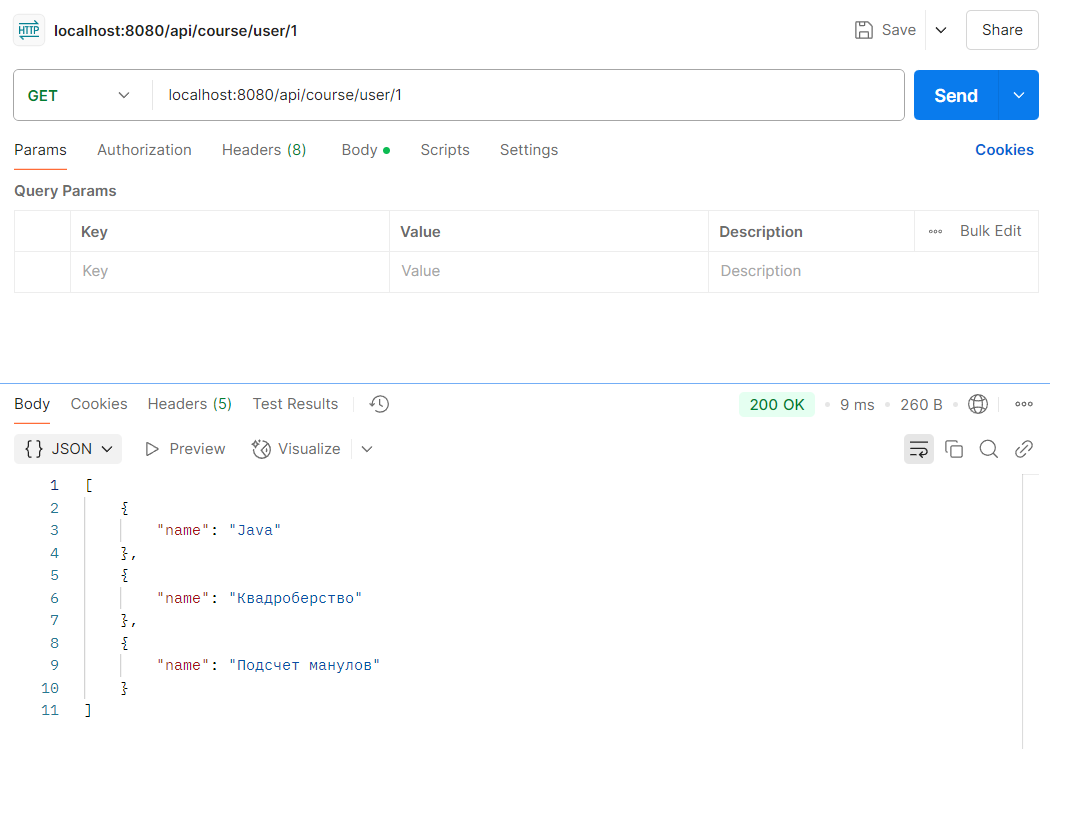 HTTP localhost:8080/api/course/user/1 Save Share
GET localhost:8080/api/course/user/1 Send
Params Authorization Headers (8) Body Scripts Settings Cookies
Query Params
Key Value Description Bulk Edit
Key Value Description
Body Cookies Headers (5) Test Results 200 OK 9 ms 260 B
{} JSON Preview Visualize
1 [
2 {
3 "name": "Java"
4 },
5 {
6 "name": "Квадроберство"
7 },
8 {
9 "name": "Подсчет манулов"
10 }
11 ]